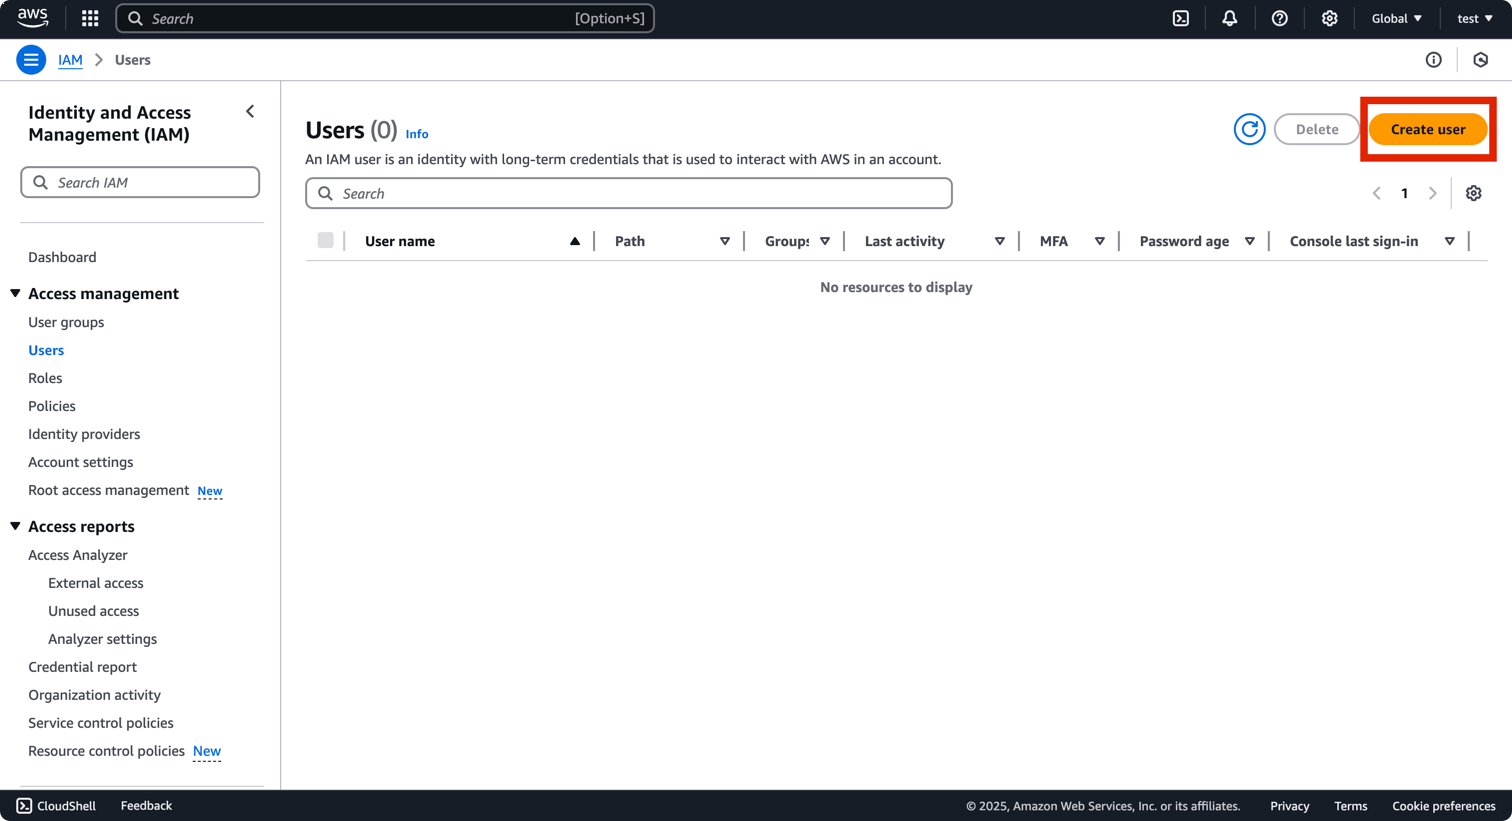 aws
Search [Option+S]
Global
test
IAM
Users
Identity and Access
Management (IAM)
Search IAM
Dashboard
Access management
User groups
Users
Roles
Policies
Identity providers
Account settings
Root access management New
Access reports
Access Analyzer
External access
Unused access
Analyzer settings
Credential report
Organization activity
Service control policies
Resource control policies New
Users (0) Info
Delete
Create user
An IAM user is an identity with long-term credentials that is used to interact with AWS in an account.
Search
1
User name Path Groups Last activity MFA Password age Console last sign-in
No resources to display
CloudShell Feedback © 2025, Amazon Web Services, Inc. or its affiliates. Privacy Terms Cookie preferences